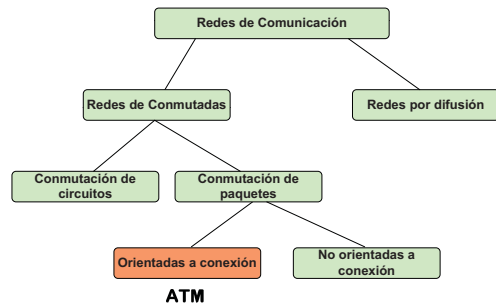 Redes de Comunicación
Redes de Conmutadas
Redes por difusión
Conmutación de
circuitos
Conmutación de
paquetes
Orientadas a conexión
No orientadas a
conexión
ATM